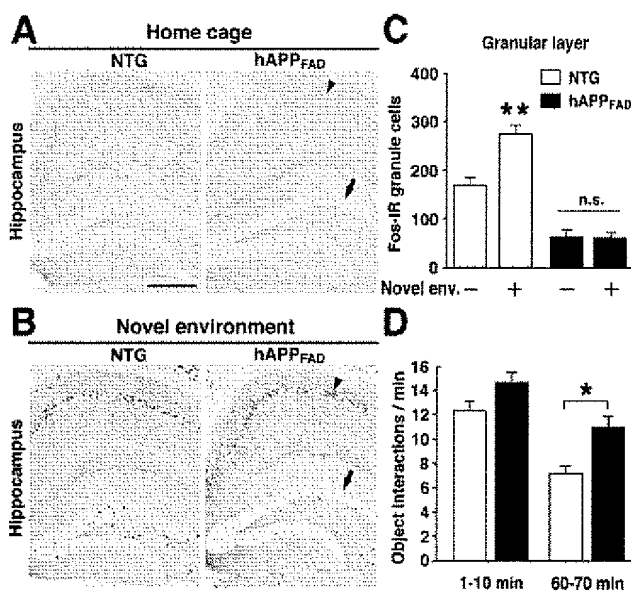 A Home cage
NTG hAPPFAD
Hippocampus
B Novel environment
NTG hAPPFAD
Hippocampus
C Granular layer
NTG
hAPPFAD
Fos-IR granule cells
400
300
200
100
0
**
n.s.
Novel env. – + – +
D
Object Interactions / min
16
14
12
10
8
6
4
2
0
*
1-10 min 60-70 min